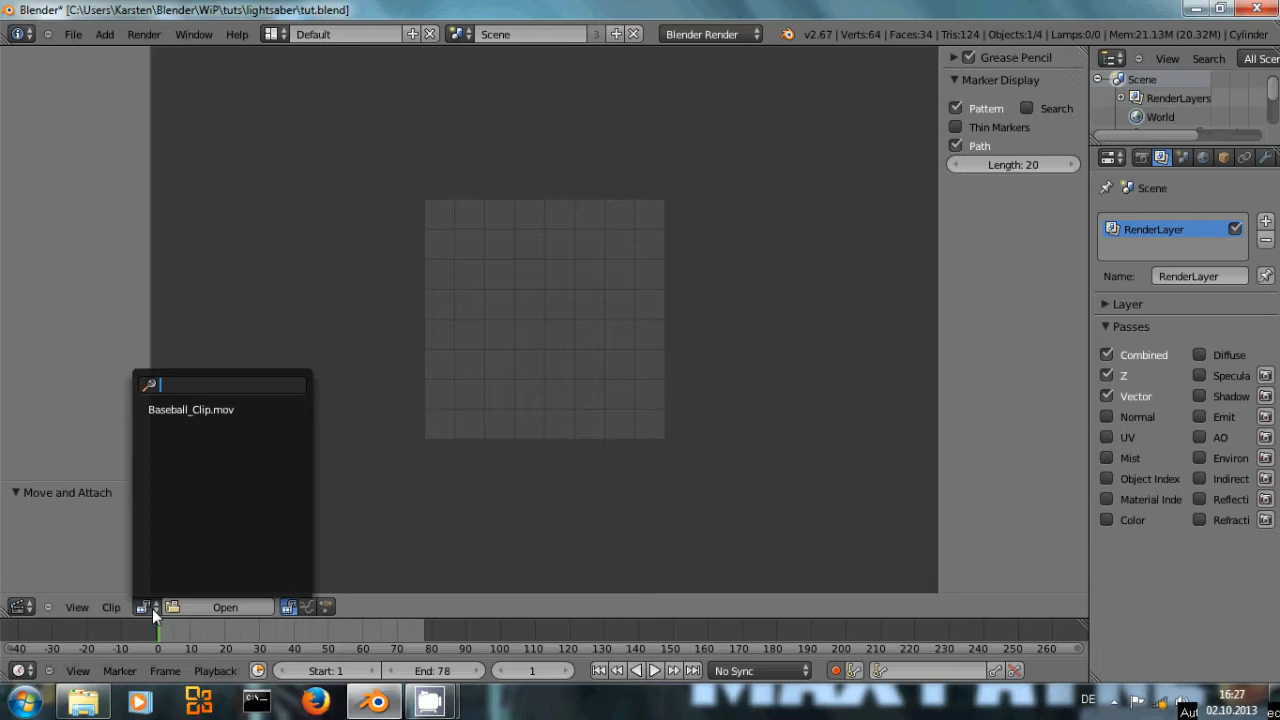 Blender* [C:\Users\Karsten\Blender\WiP\tuts\lightsaber\tut.blend]
File Add Render Window Help Default Scene 3 Blender Render v2.67 | Verts:64 | Faces:34 | Tris:124 | Objects:1/4 | Lamps:0/0 | Mem:21.13M (20.32M) | Cylinder
Grease Pencil
Marker Display
Pattern Search
Thin Markers
Path
Length: 20
View Search All Scen
Scene
RenderLayers
World
Scene
RenderLayer
Name: RenderLayer
Layer
Passes
Combined Diffuse
Z Specula
Vector Shadow
Normal Emit
UV AO
Mist Environ
Object Index Indirect
Material Inde Reflecti
Color Refracti
Baseball_Clip.mov
Move and Attach
View Clip Open
-40 -30 -20 -10 0 10 20 30 40 50 60 70 80 90 100 110 120 130 140 150 160 170 180 190 200 210 220 230 240 250 260
View Marker Frame Playback Start: 1 End: 78 1 No Sync
DE 16:27
02.10.2013